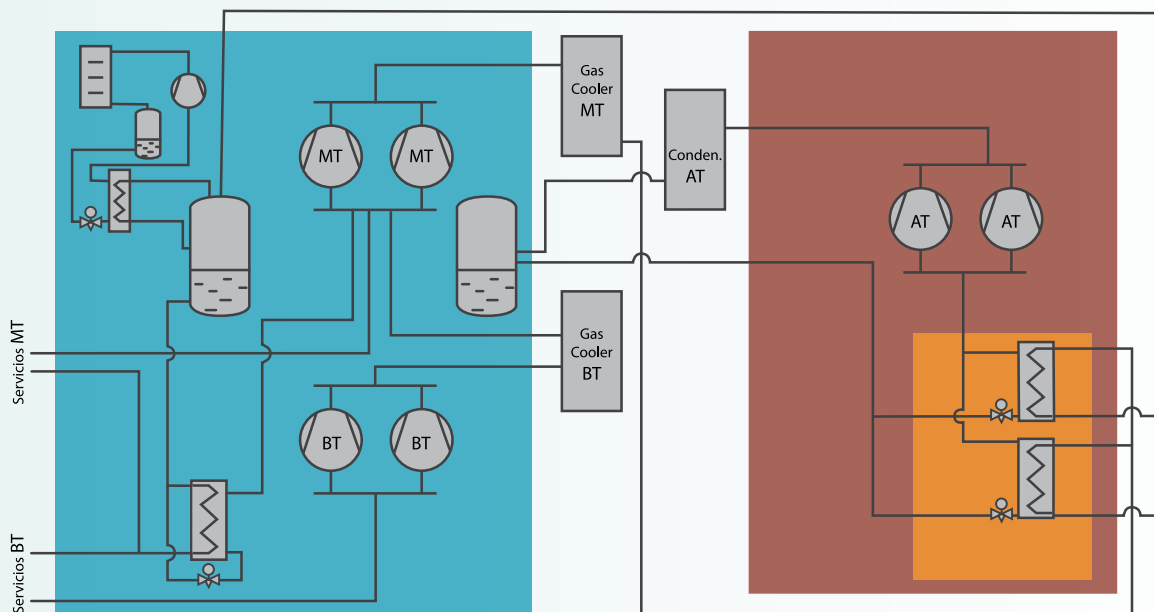 Gas
Cooler
MT
Conden.
AT
MT
MT
AT
AT
Servicios MT
Gas
Cooler
BT
BT
BT
Servicios BT